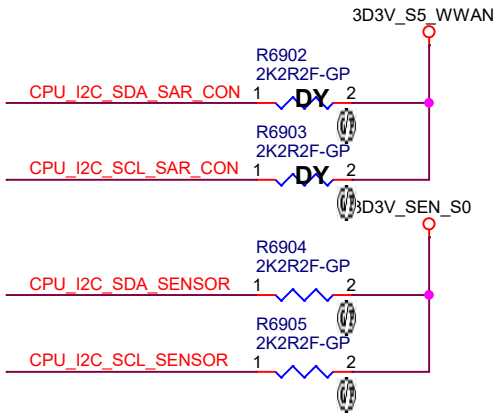 3D3V_S5_WWAN
R6902
2K2R2F-GP
CPU_I2C_SDA_SAR_CON 1 DY 2
R6903
2K2R2F-GP
CPU_I2C_SCL_SAR_CON 1 DY 2
3D3V_SEN_S0
R6904
2K2R2F-GP
CPU_I2C_SDA_SENSOR 1 2
R6905
2K2R2F-GP
CPU_I2C_SCL_SENSOR 1 2